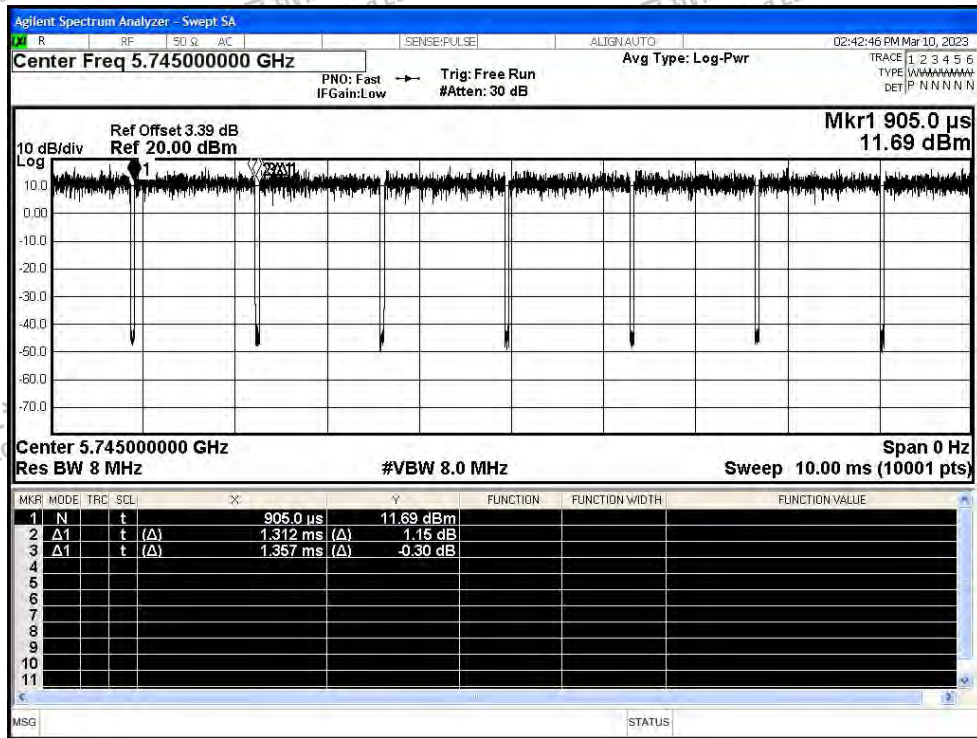 Agilent Spectrum Analyzer - Swept SA
LXI R RF 50 Ω AC SENSE:PULSE ALIGN AUTO 02:42:46 PM Mar 10, 2023
Center Freq 5.745000000 GHz
PNO: Fast
IFGain:Low
Trig: Free Run
#Atten: 30 dB
Avg Type: Log-Pwr
TRACE 1 2 3 4 5 6
TYPE WWWWWW
DET P N N N N N
Mkr1 905.0 µs
11.69 dBm
Ref Offset 3.39 dB
10 dB/div Ref 20.00 dBm
Log
1
10.0
0.00
-10.0
-20.0
-30.0
-40.0
-50.0
-60.0
-70.0
Center 5.745000000 GHz Span 0 Hz
Res BW 8 MHz #VBW 8.0 MHz Sweep 10.00 ms (10001 pts)
MKR MODE TRC SCL X Y FUNCTION FUNCTION WIDTH FUNCTION VALUE
1 N t 905.0 µs 11.69 dBm
2 Δ1 t (Δ) 1.312 ms (Δ) 1.15 dB
3 Δ1 t (Δ) 1.357 ms (Δ) -0.30 dB
4
5
6
7
8
9
10
11
MSG STATUS